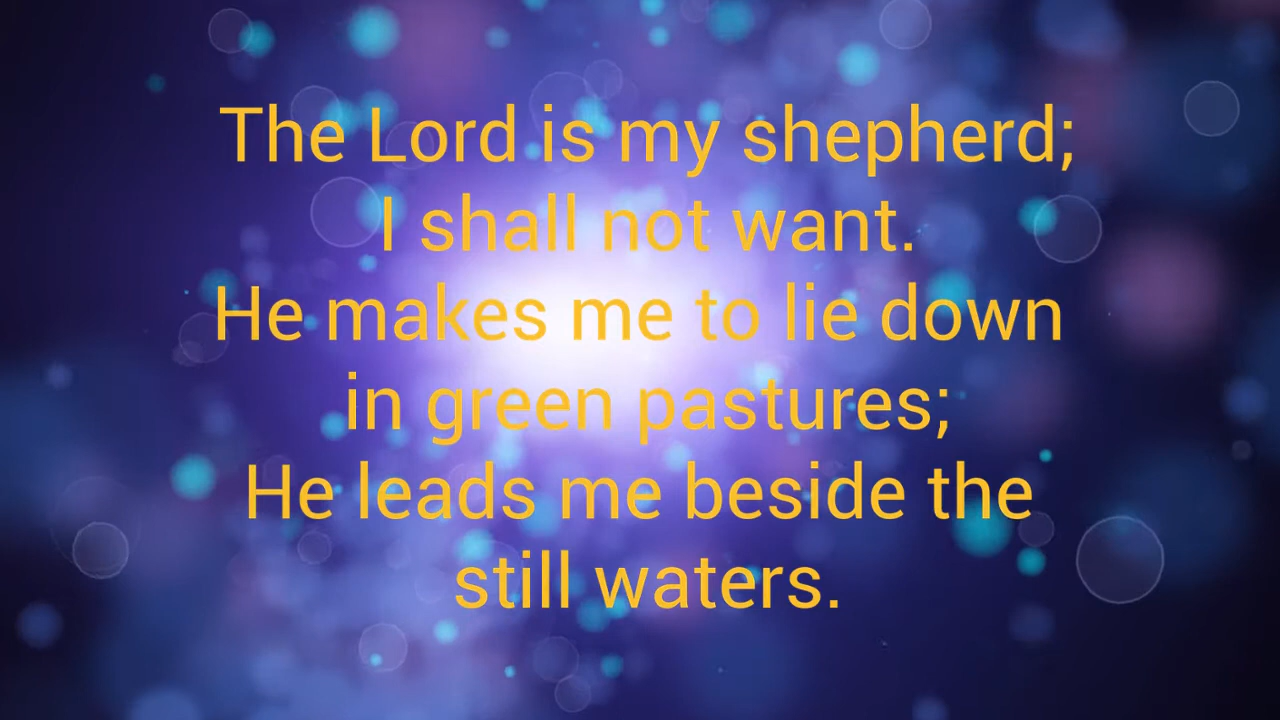 The Lord is my shepherd;
I shall not want.
He makes me to lie down
in green pastures;
He leads me beside the
still waters.